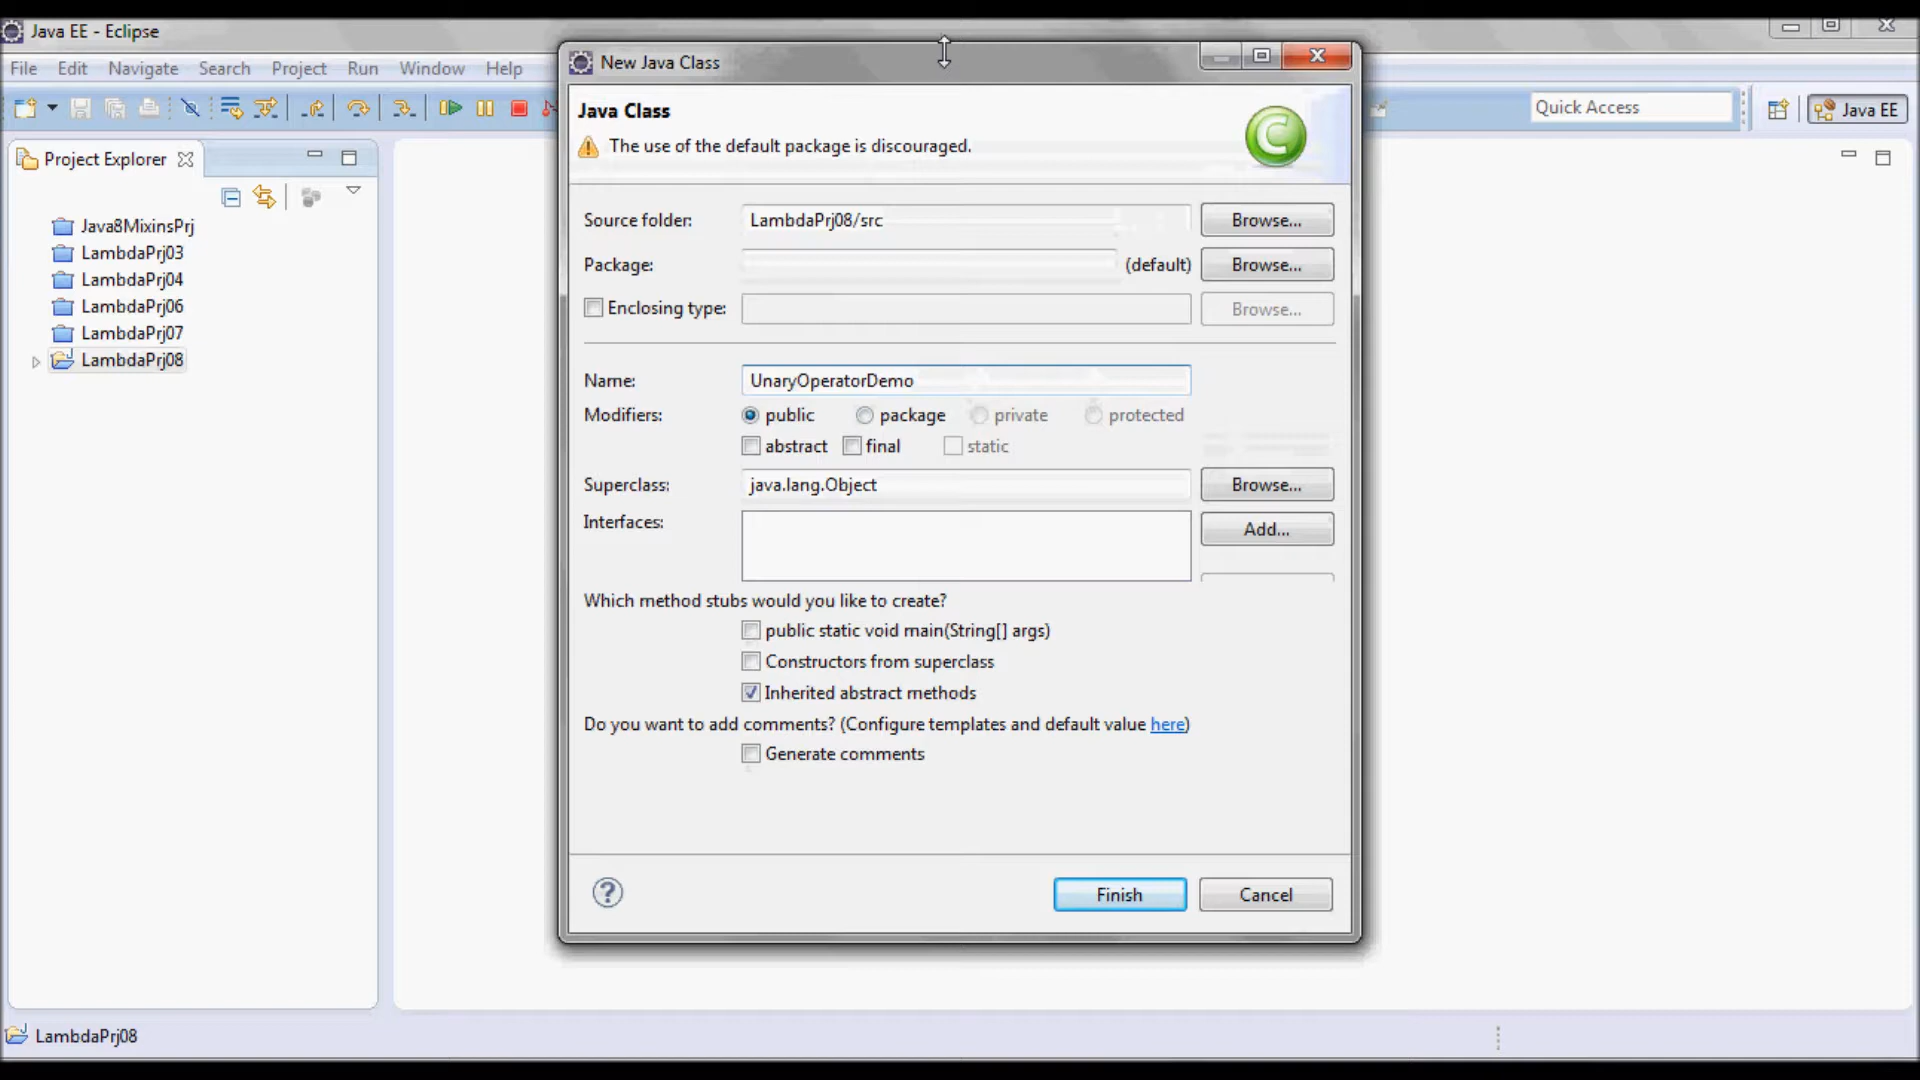 Java EE - Eclipse
File Edit Navigate Search Project Run Window Help
Quick Access
Java EE
Project Explorer
Java8MixinsPrj
LambdaPrj03
LambdaPrj04
LambdaPrj06
LambdaPrj07
LambdaPrj08
New Java Class
Java Class
The use of the default package is discouraged.
Source folder: LambdaPrj08/src Browse...
Package: (default) Browse...
Enclosing type: Browse...
Name: UnaryOperatorDemo
Modifiers: public package private protected
abstract final static
Superclass: java.lang.Object Browse...
Interfaces: Add...
Which method stubs would you like to create?
public static void main(String[] args)
Constructors from superclass
Inherited abstract methods
Do you want to add comments? (Configure templates and default value here)
Generate comments
Finish Cancel
LambdaPrj08